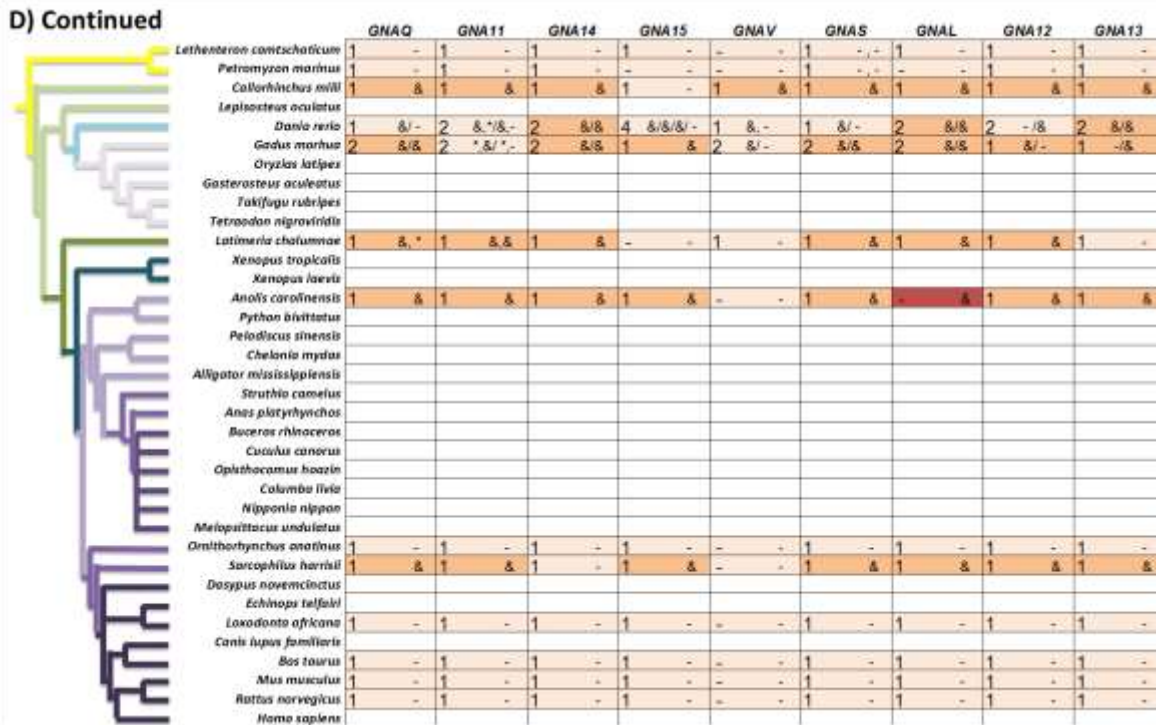 D) Continued
GNAQ GNA11 GNA14 GNA15 GNAV GNAS GNAL GNA12 GNA13
Lethenteron camtschaticum 1 - 1 - 1 - 1 - - - 1 -,- 1 - 1 - 1 -
Petromyzon marinus 1 - 1 - 1 - - - - - 1 -,- - - 1 - 1 -
Callorhinchus milii 1 & 1 & 1 & 1 - 1 & 1 & 1 & 1 & 1 &
Lepisosteus oculatus
Danio rerio 1 &/- 2 &,*/&,- 2 &/& 4 &/&/&/- 1 &,- 1 &/- 2 &/& 2 -/& 2 &/&
Gadus morhua 2 &/& 2 *,&/*,- 2 &/& 1 & 2 &/- 2 &/& 2 &/& 1 &/- 1 -/&
Oryzias latipes
Gasterosteus aculeatus
Takifugu rubripes
Tetraodon nigroviridis
Latimeria chalumnae 1 &,* 1 &,& 1 & - - 1 - 1 & 1 & 1 & 1 -
Xenopus tropicalis
Xenopus laevis
Anolis carolinensis 1 & 1 & 1 & 1 & - - 1 & - & 1 & 1 &
Python bivittatus
Pelodiscus sinensis
Chelonia mydas
Alligator mississippiensis
Struthio camelus
Anas platyrhynchos
Buceros rhinoceros
Cuculus canorus
Opisthocomus hoazin
Columba livia
Nipponia nippon
Melopsittacus undulatus
Ornithorhynchus anatinus 1 - 1 - 1 - 1 - - - 1 - 1 - 1 - 1 -
Sarcophilus harrisii 1 & 1 & 1 - 1 & - - 1 & 1 & 1 & 1 &
Dasypus novemcinctus
Echinops telfairi
Loxodonta africana 1 - 1 - 1 - 1 - - - 1 - 1 - 1 - 1 -
Canis lupus familiaris
Bos taurus 1 - 1 - 1 - 1 - - - 1 - 1 - 1 - 1 -
Mus musculus 1 - 1 - 1 - 1 - - - 1 - 1 - 1 - 1 -
Rattus norvegicus 1 - 1 - 1 - 1 - - - 1 - 1 - 1 - 1 -
Homo sapiens